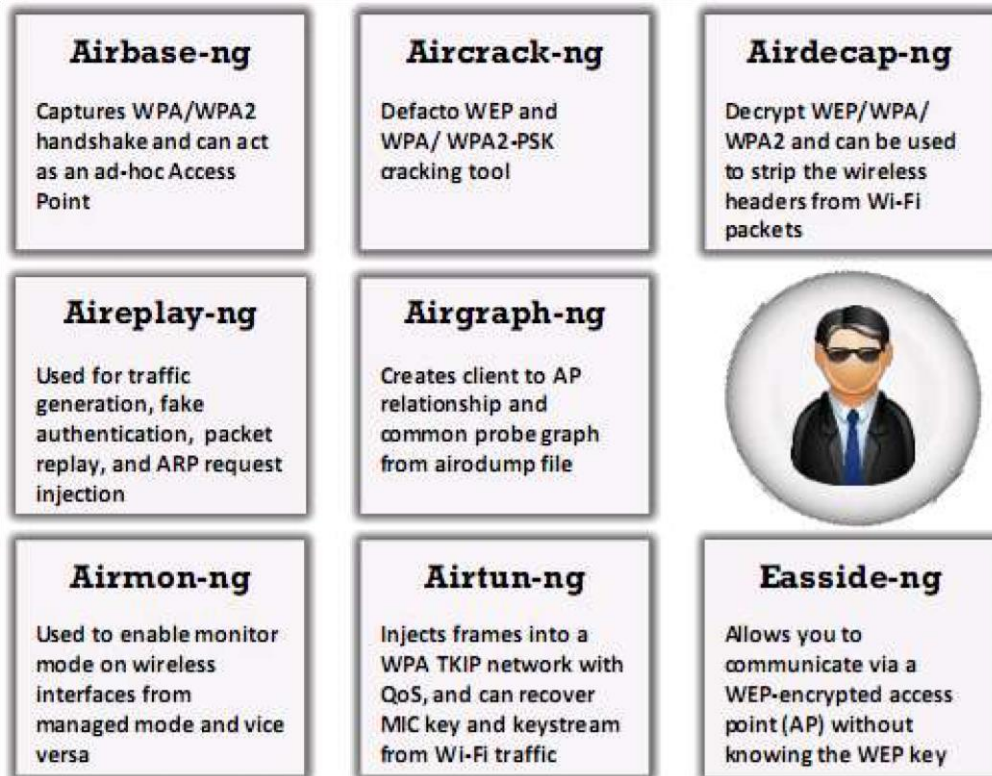 Airbase-ng
Captures WPA/WPA2
handshake and can act
as an ad-hoc Access
Point
Aircrack-ng
Defacto WEP and
WPA/ WPA2-PSK
cracking tool
Airdecap-ng
Decrypt WEP/WPA/
WPA2 and can be used
to strip the wireless
headers from Wi-Fi
packets
Aireplay-ng
Used for traffic
generation, fake
authentication, packet
replay, and ARP request
injection
Airgraph-ng
Creates client to AP
relationship and
common probe graph
from airodump file
Airmon-ng
Used to enable monitor
mode on wireless
interfaces from
managed mode and vice
versa
Airtun-ng
Injects frames into a
WPA TKIP network with
QoS, and can recover
MIC key and keystream
from Wi-Fi traffic
Easside-ng
Allows you to
communicate via a
WEP-encrypted access
point (AP) without
knowing the WEP key